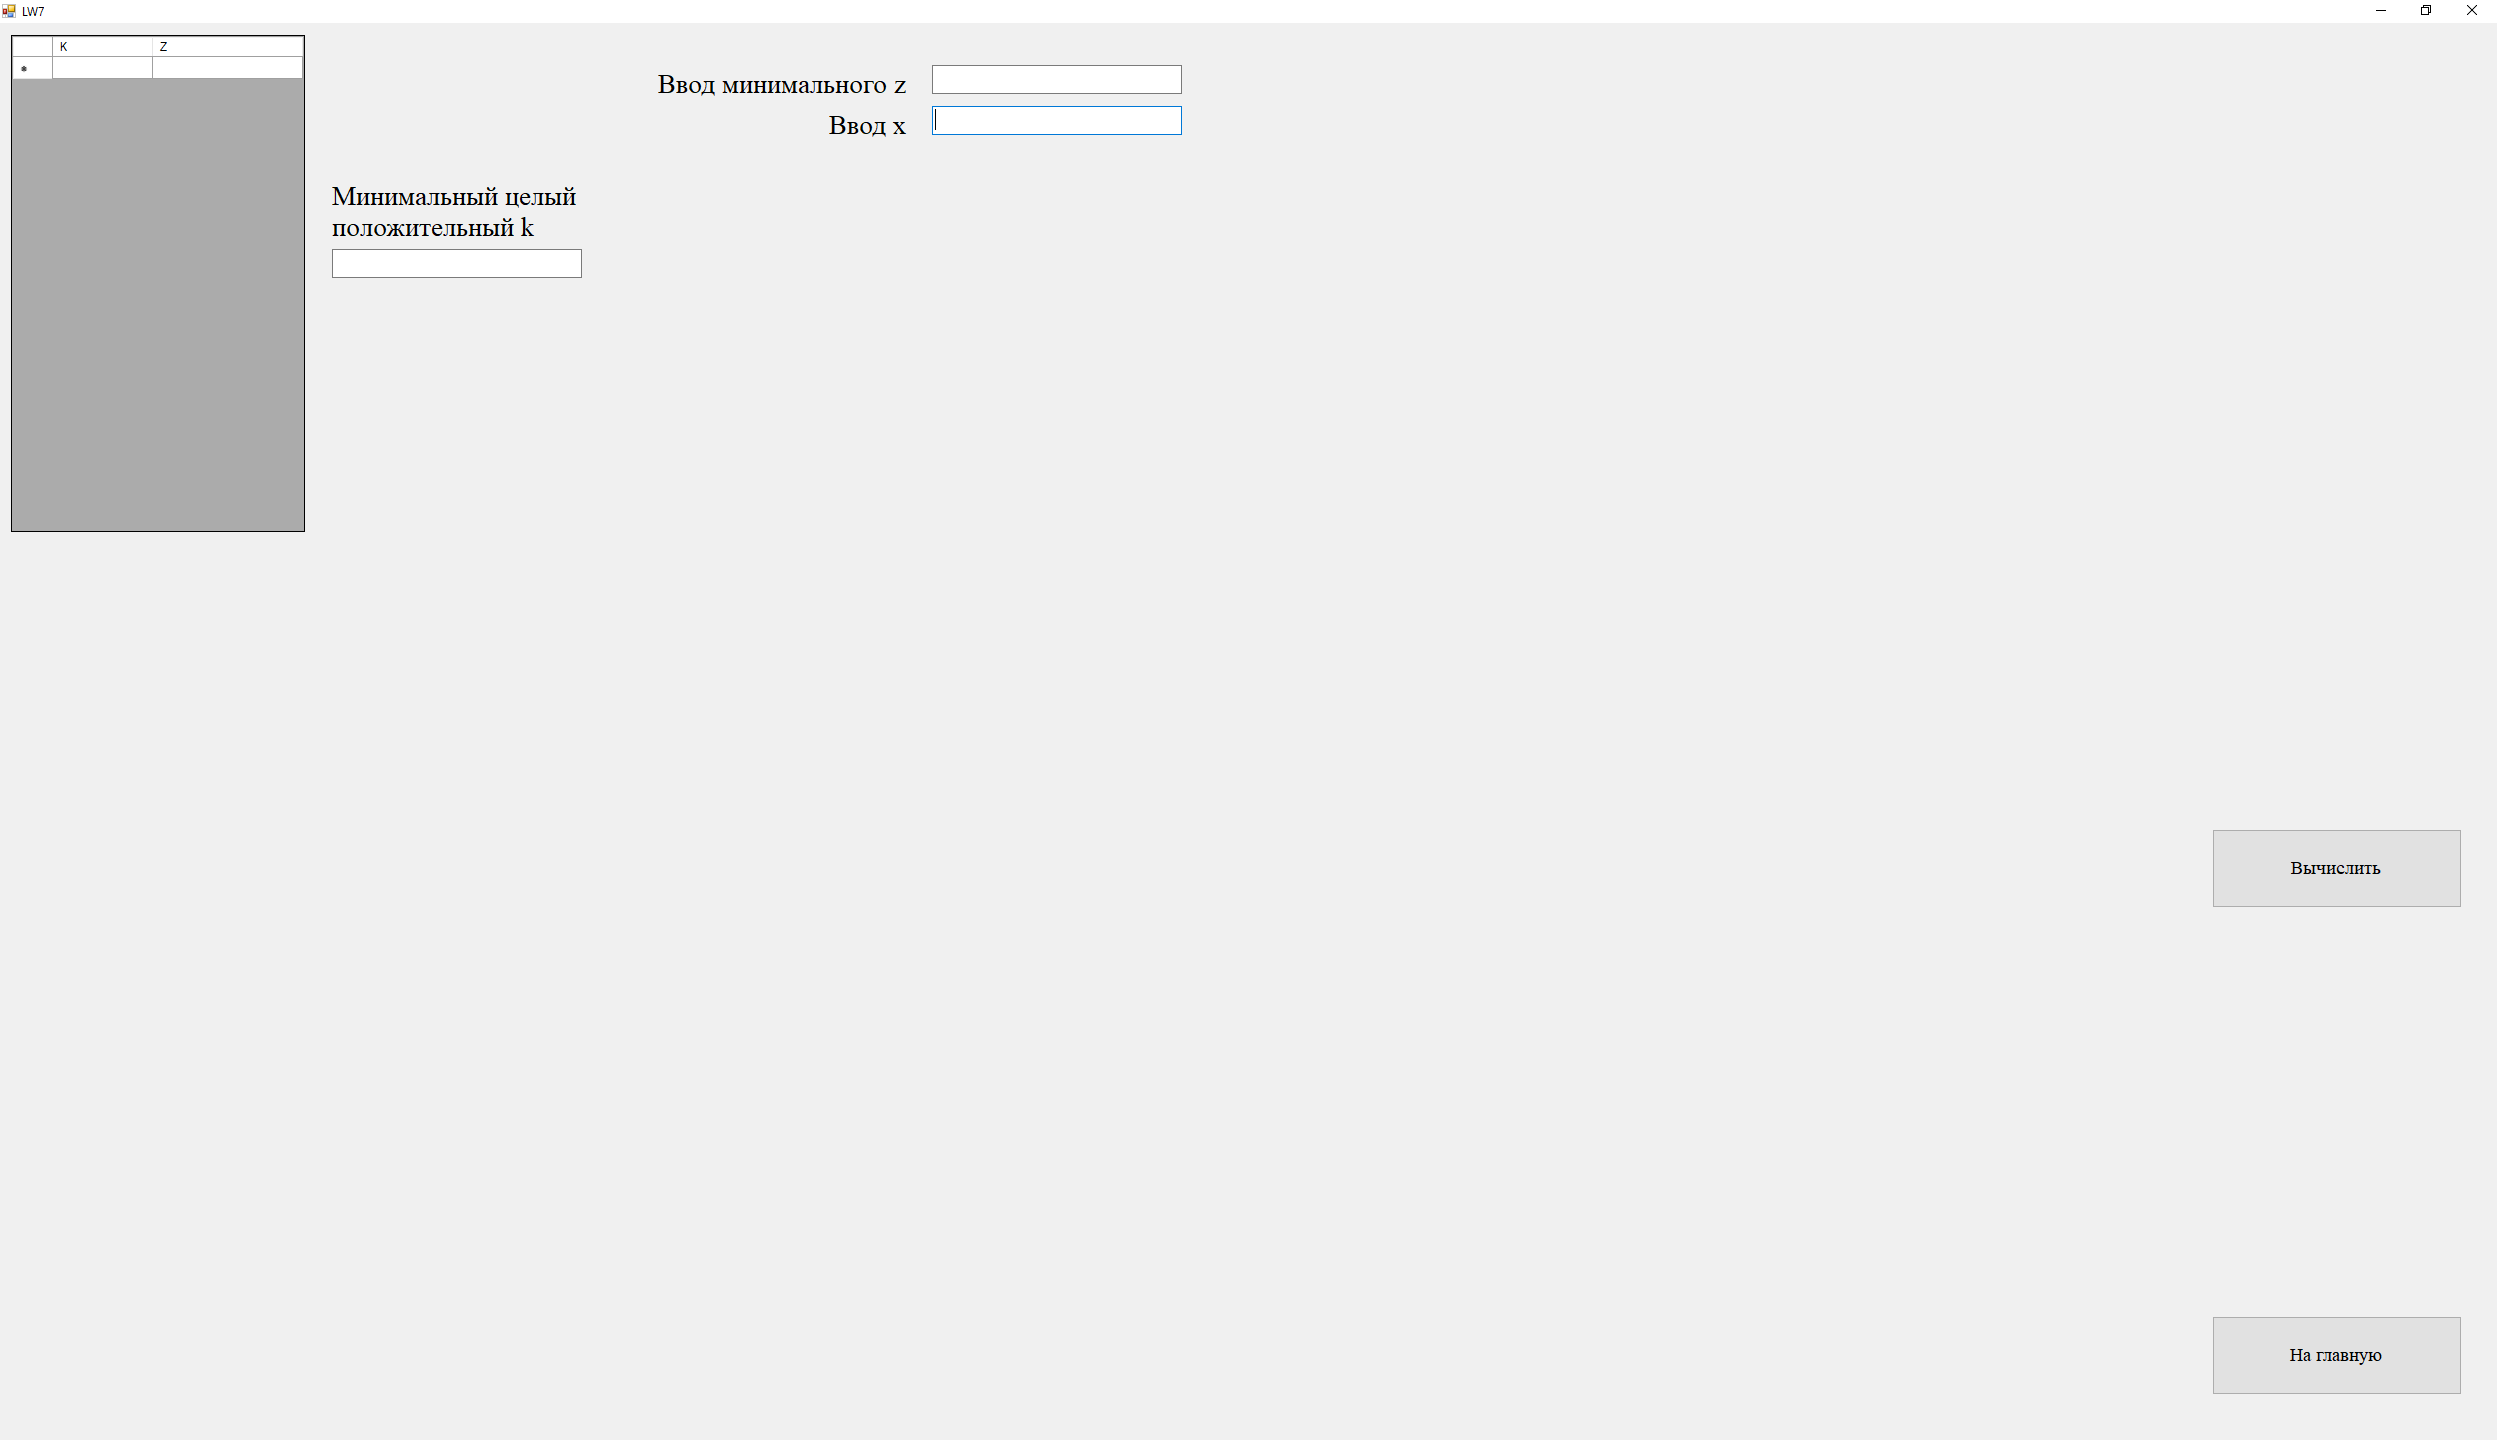 LW7
K Z
Ввод минимального z
Ввод x
Минимальный целый
положительный k
Вычислить
На главную